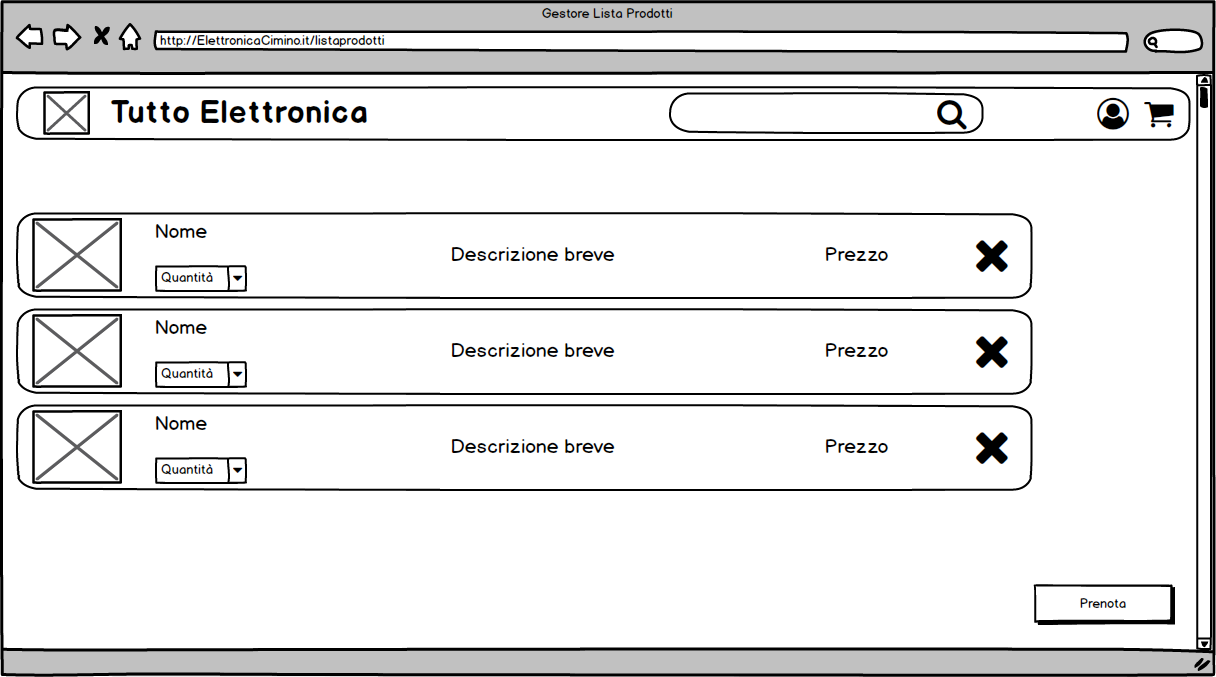 Gestore Lista Prodotti
http://ElettronicaCimino.it/listaprodotti
Tutto Elettronica
Nome
Descrizione breve
Prezzo
Quantità
Nome
Descrizione breve
Prezzo
Quantità
Nome
Descrizione breve
Prezzo
Quantità
Prenota